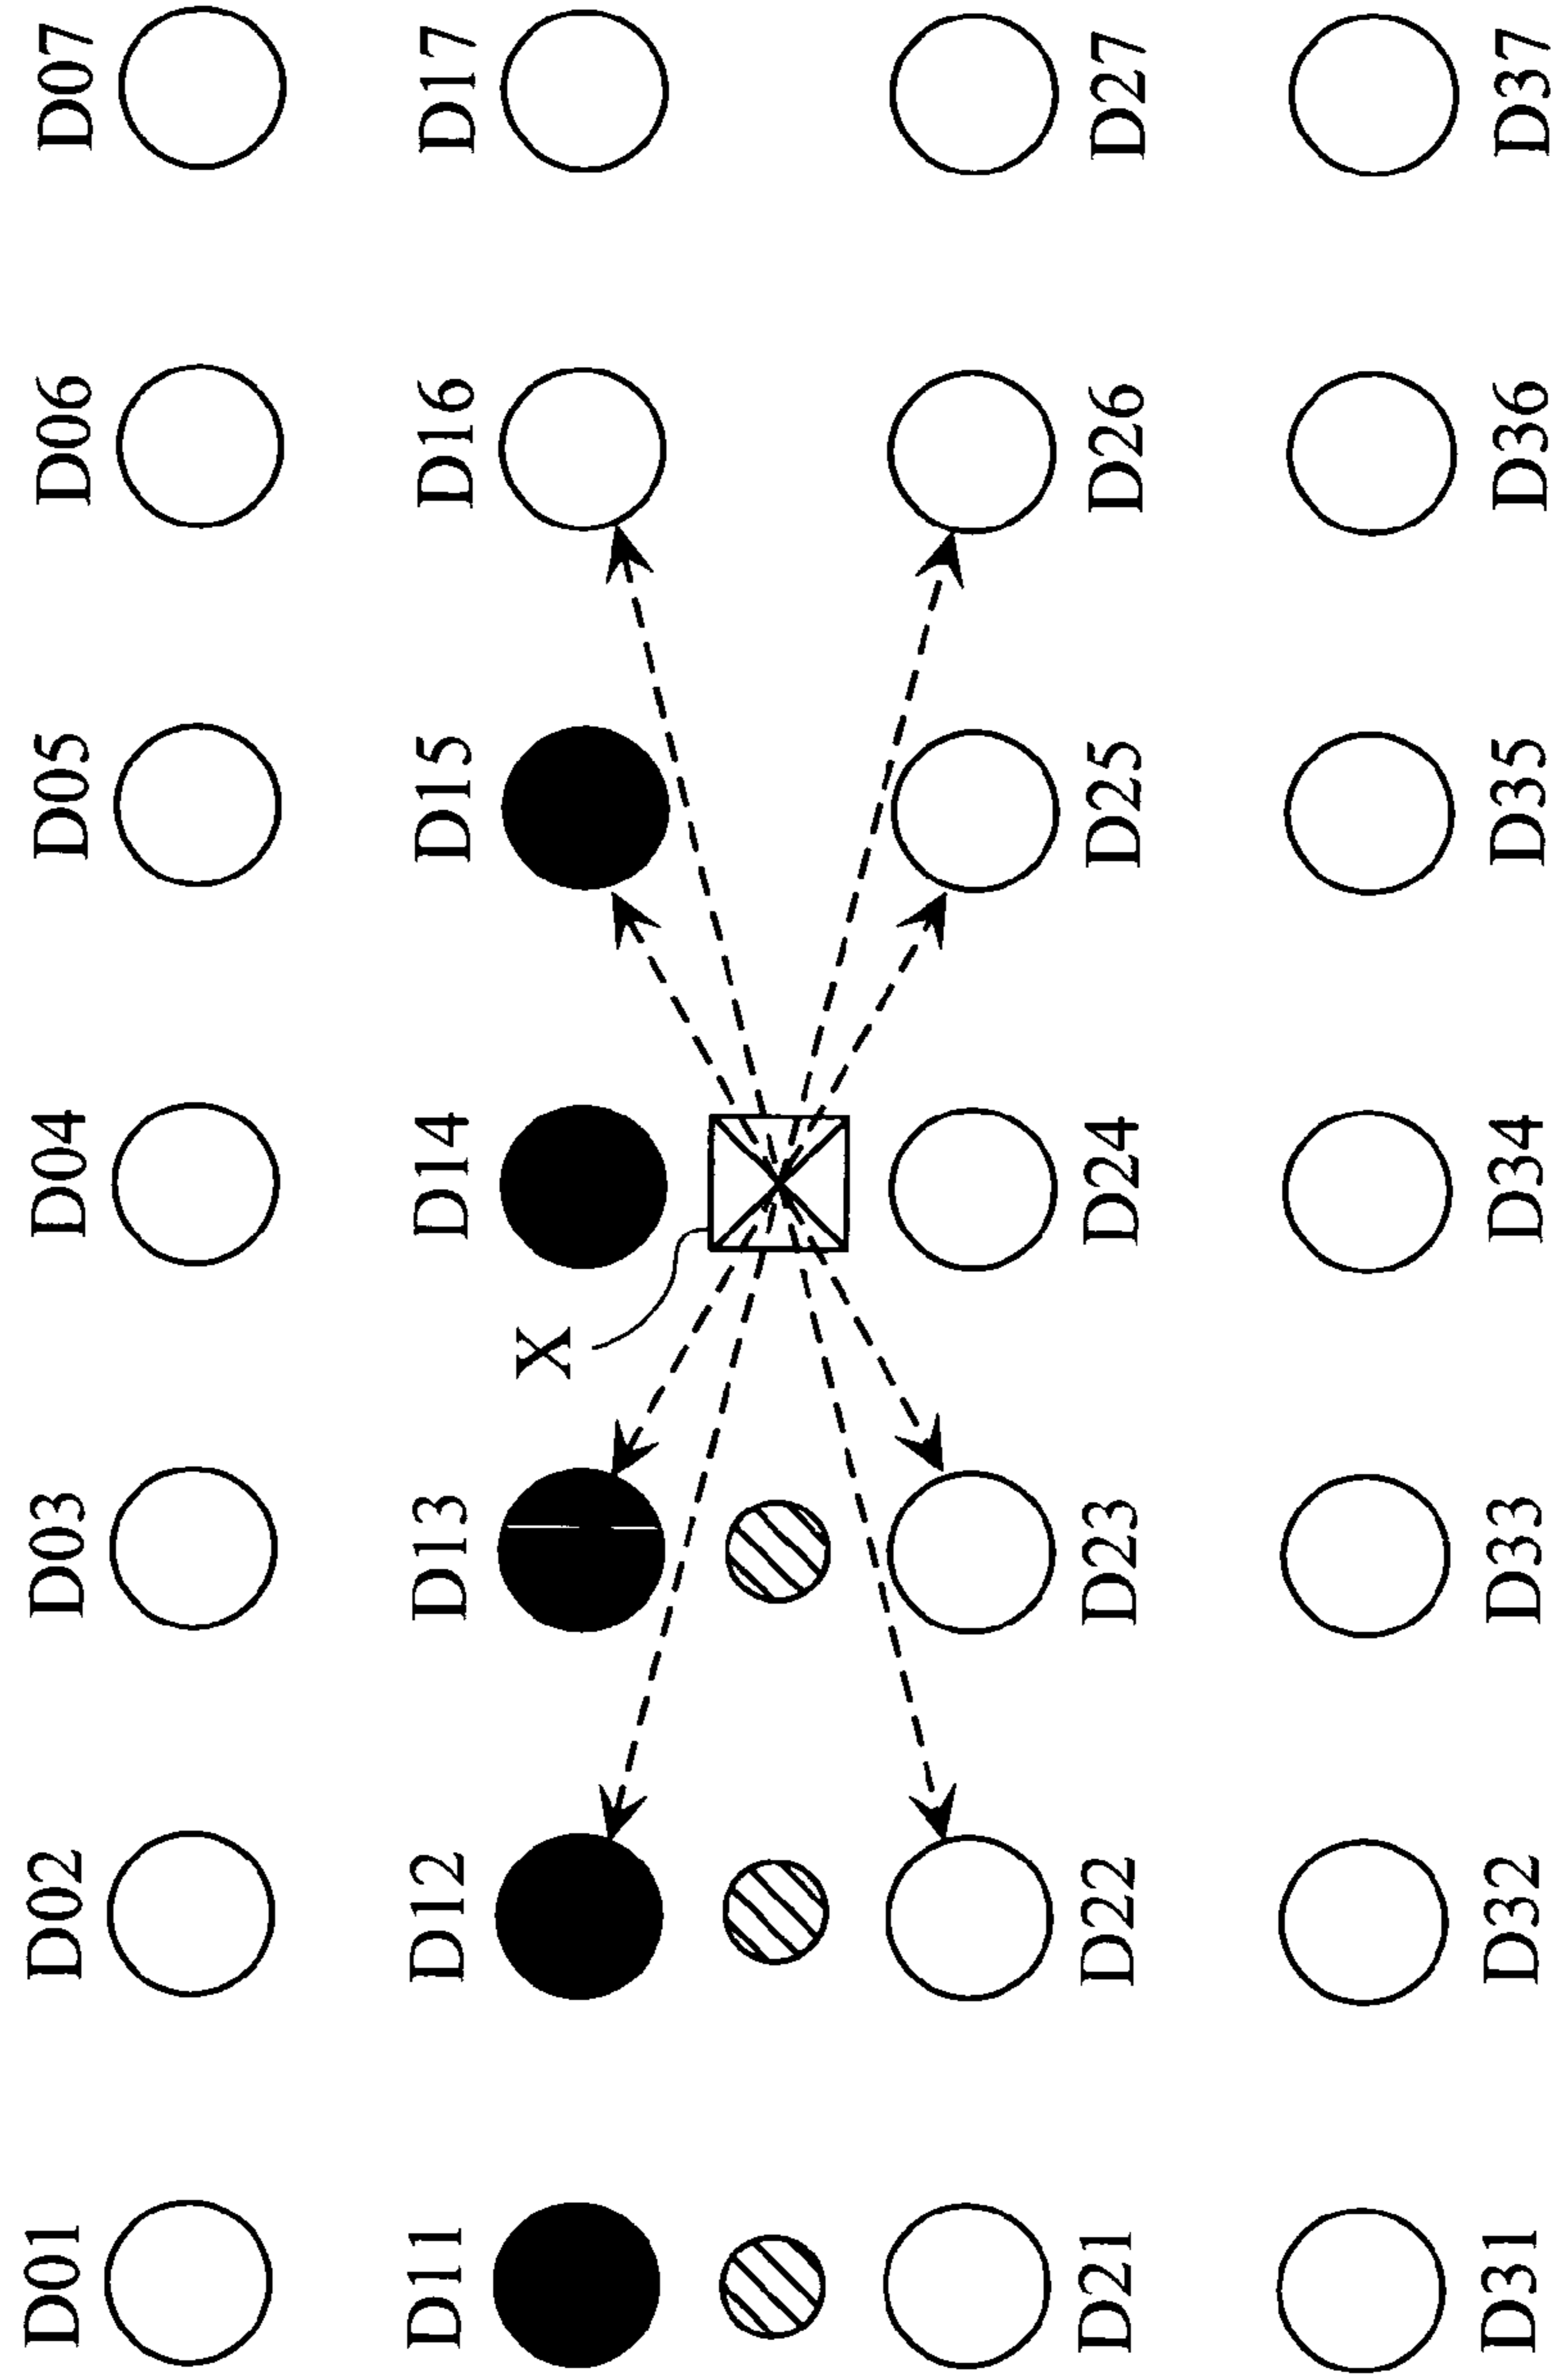 D01 D02 D03 D04 D05 D06 D07
D11 D12 D13 D14 D15 D16 D17
X
D21 D22 D23 D24 D25 D26 D27
D31 D32 D33 D34 D35 D36 D37